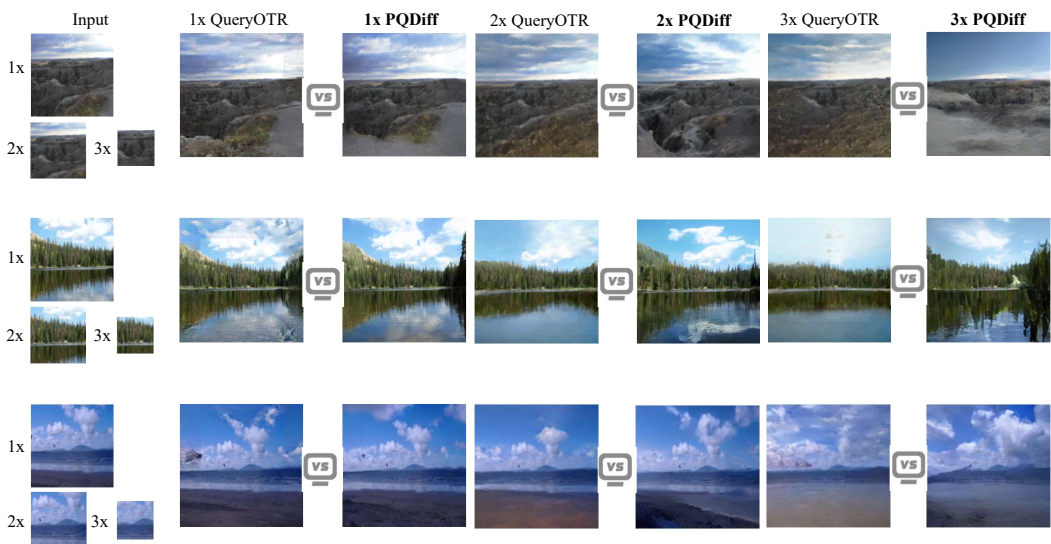 Input 1x QueryOTR 1x PQDiff 2x QueryOTR 2x PQDiff 3x QueryOTR 3x PQDiff
1x
VS VS VS
2x 3x
1x
VS VS VS
2x 3x
1x
VS VS VS
2x 3x